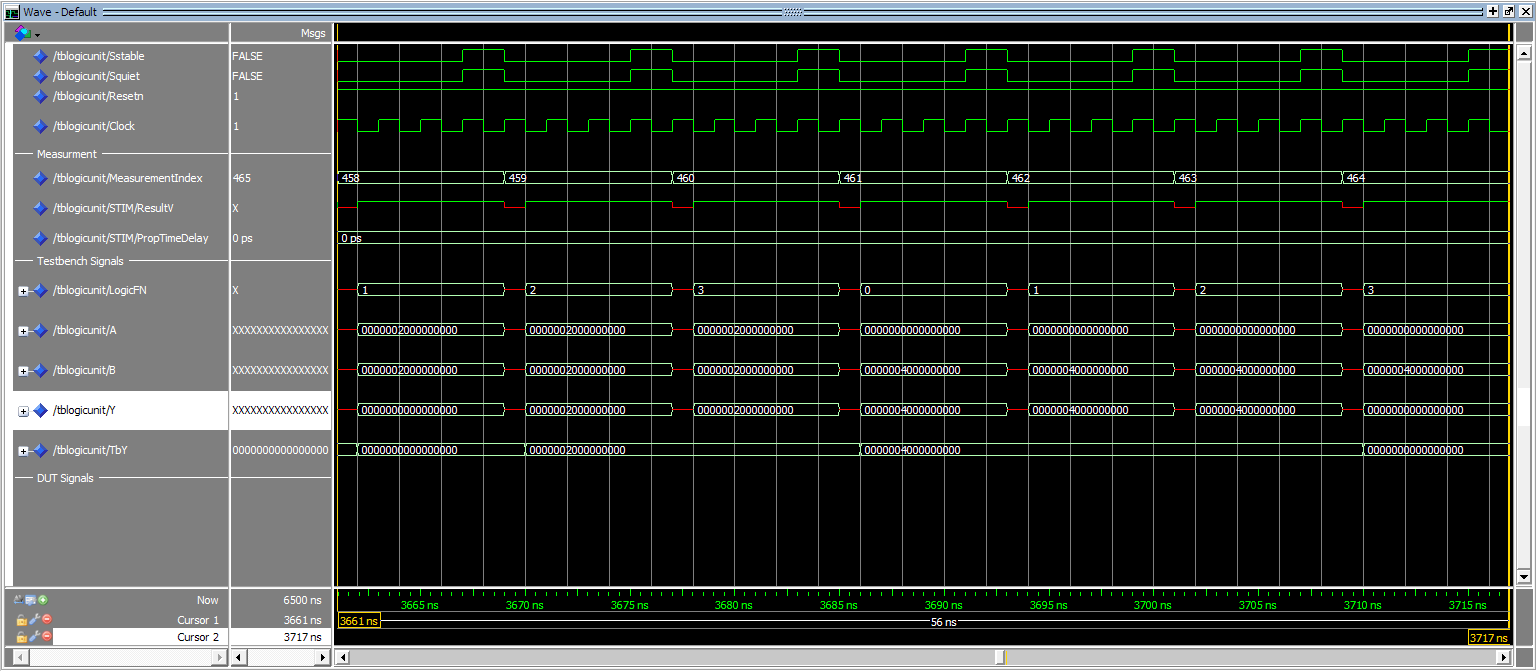 Wave - Default
Msgs
/tblogicunit/Sstable FALSE
/tblogicunit/Squiet FALSE
/tblogicunit/Resetn 1
/tblogicunit/Clock 1
Measurment
/tblogicunit/MeasurementIndex 465 458 459 460 461 462 463 464
/tblogicunit/STIM/ResultV X
/tblogicunit/STIM/PropTimeDelay 0 ps 0 ps
Testbench Signals
/tblogicunit/LogicFN X 1 2 3 0 1 2 3
/tblogicunit/A XXXXXXXXXXXXXXXX 0000002000000000 0000002000000000 0000002000000000 0000000000000000 0000000000000000 0000000000000000 0000000000000000
/tblogicunit/B XXXXXXXXXXXXXXXX 0000002000000000 0000002000000000 0000002000000000 0000004000000000 0000004000000000 0000004000000000 0000004000000000
/tblogicunit/Y XXXXXXXXXXXXXXXX 0000000000000000 0000002000000000 0000002000000000 0000004000000000 0000004000000000 0000004000000000 0000000000000000
/tblogicunit/TbY 0000000000000000 0000000000000000 0000002000000000 0000004000000000 0000000000000000
DUT Signals
Now 6500 ns 3665 ns 3670 ns 3675 ns 3680 ns 3685 ns 3690 ns 3695 ns 3700 ns 3705 ns 3710 ns 3715 ns
Cursor 1 3661 ns 3661 ns 56 ns
Cursor 2 3717 ns 3717 ns